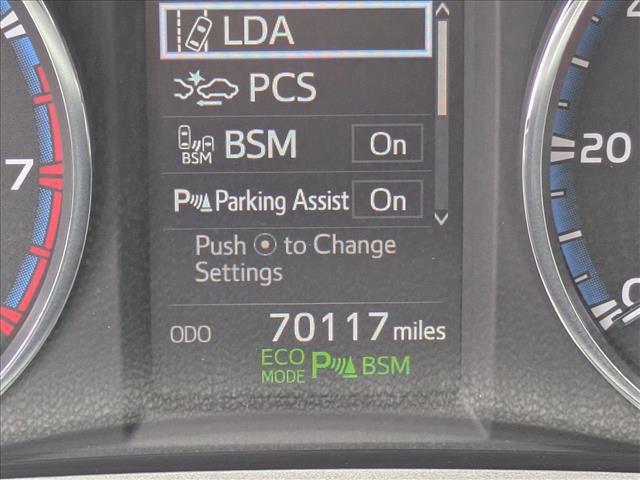 LDA
PCS
BSM
BSM On
P Parking Assist On
Push to Change
Settings
ODO 70117 miles
ECO
MODE P BSM
7
20
0